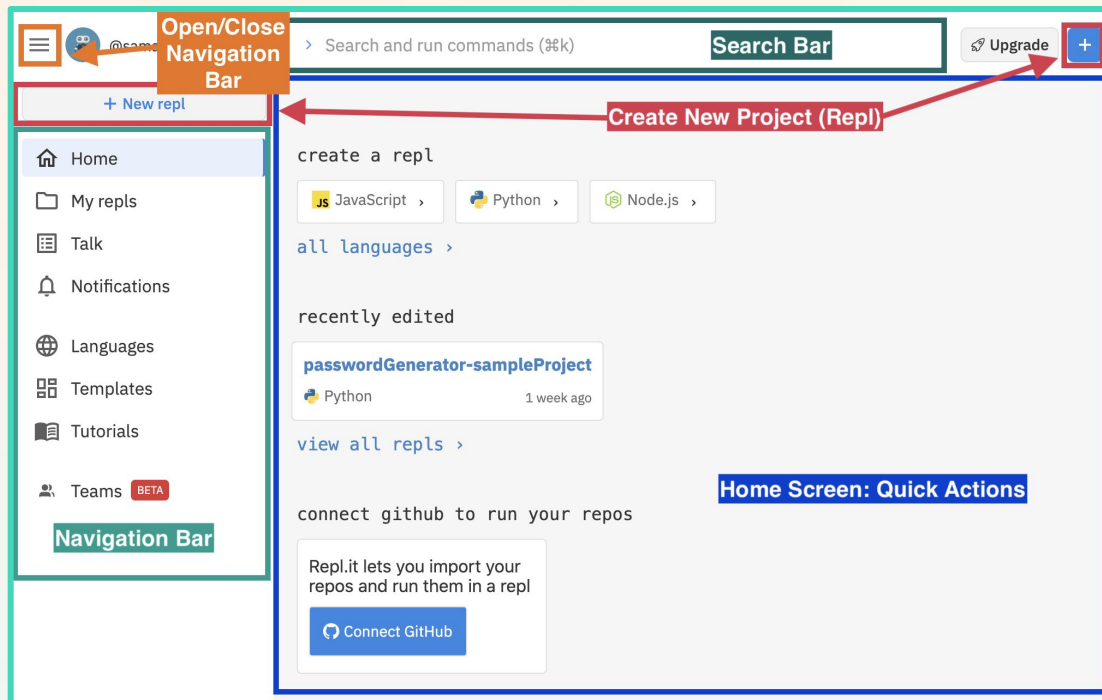 Open/Close
Navigation
Bar
> Search and run commands (⌘k)
Search Bar
Upgrade
+
+ New repl
Create New Project (Repl)
Home
My repls
Talk
Notifications
Languages
Templates
Tutorials
Teams BETA
Navigation Bar
create a repl
JS JavaScript ›
Python ›
Node.js ›
all languages ›
recently edited
passwordGenerator-sampleProject
Python
1 week ago
view all repls ›
Home Screen: Quick Actions
connect github to run your repos
Repl.it lets you import your
repos and run them in a repl
Connect GitHub